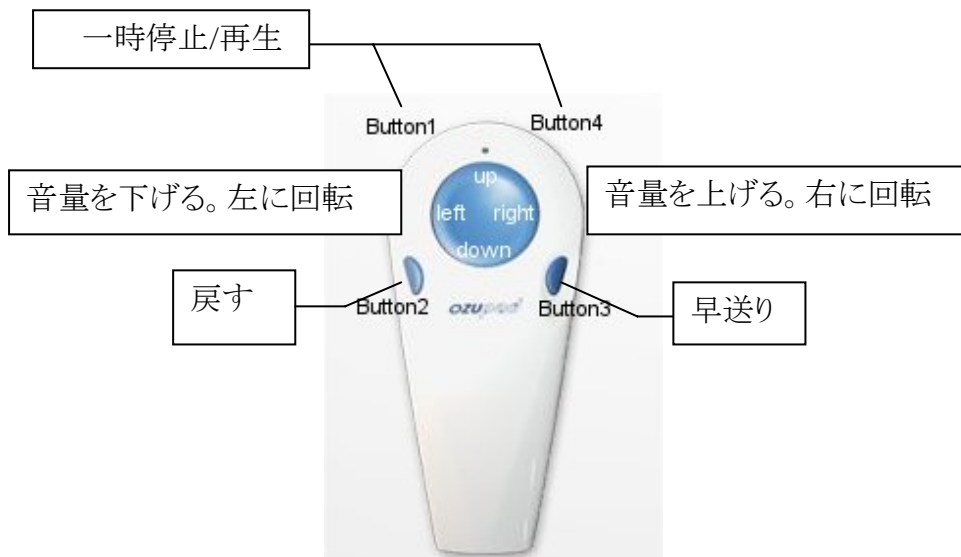 一時停止/再生
Button1
Button4
up
音量を下げる。左に回転
left
right
音量を上げる。右に回転
down
戻す
Button2
ozupad
Button3
早送り